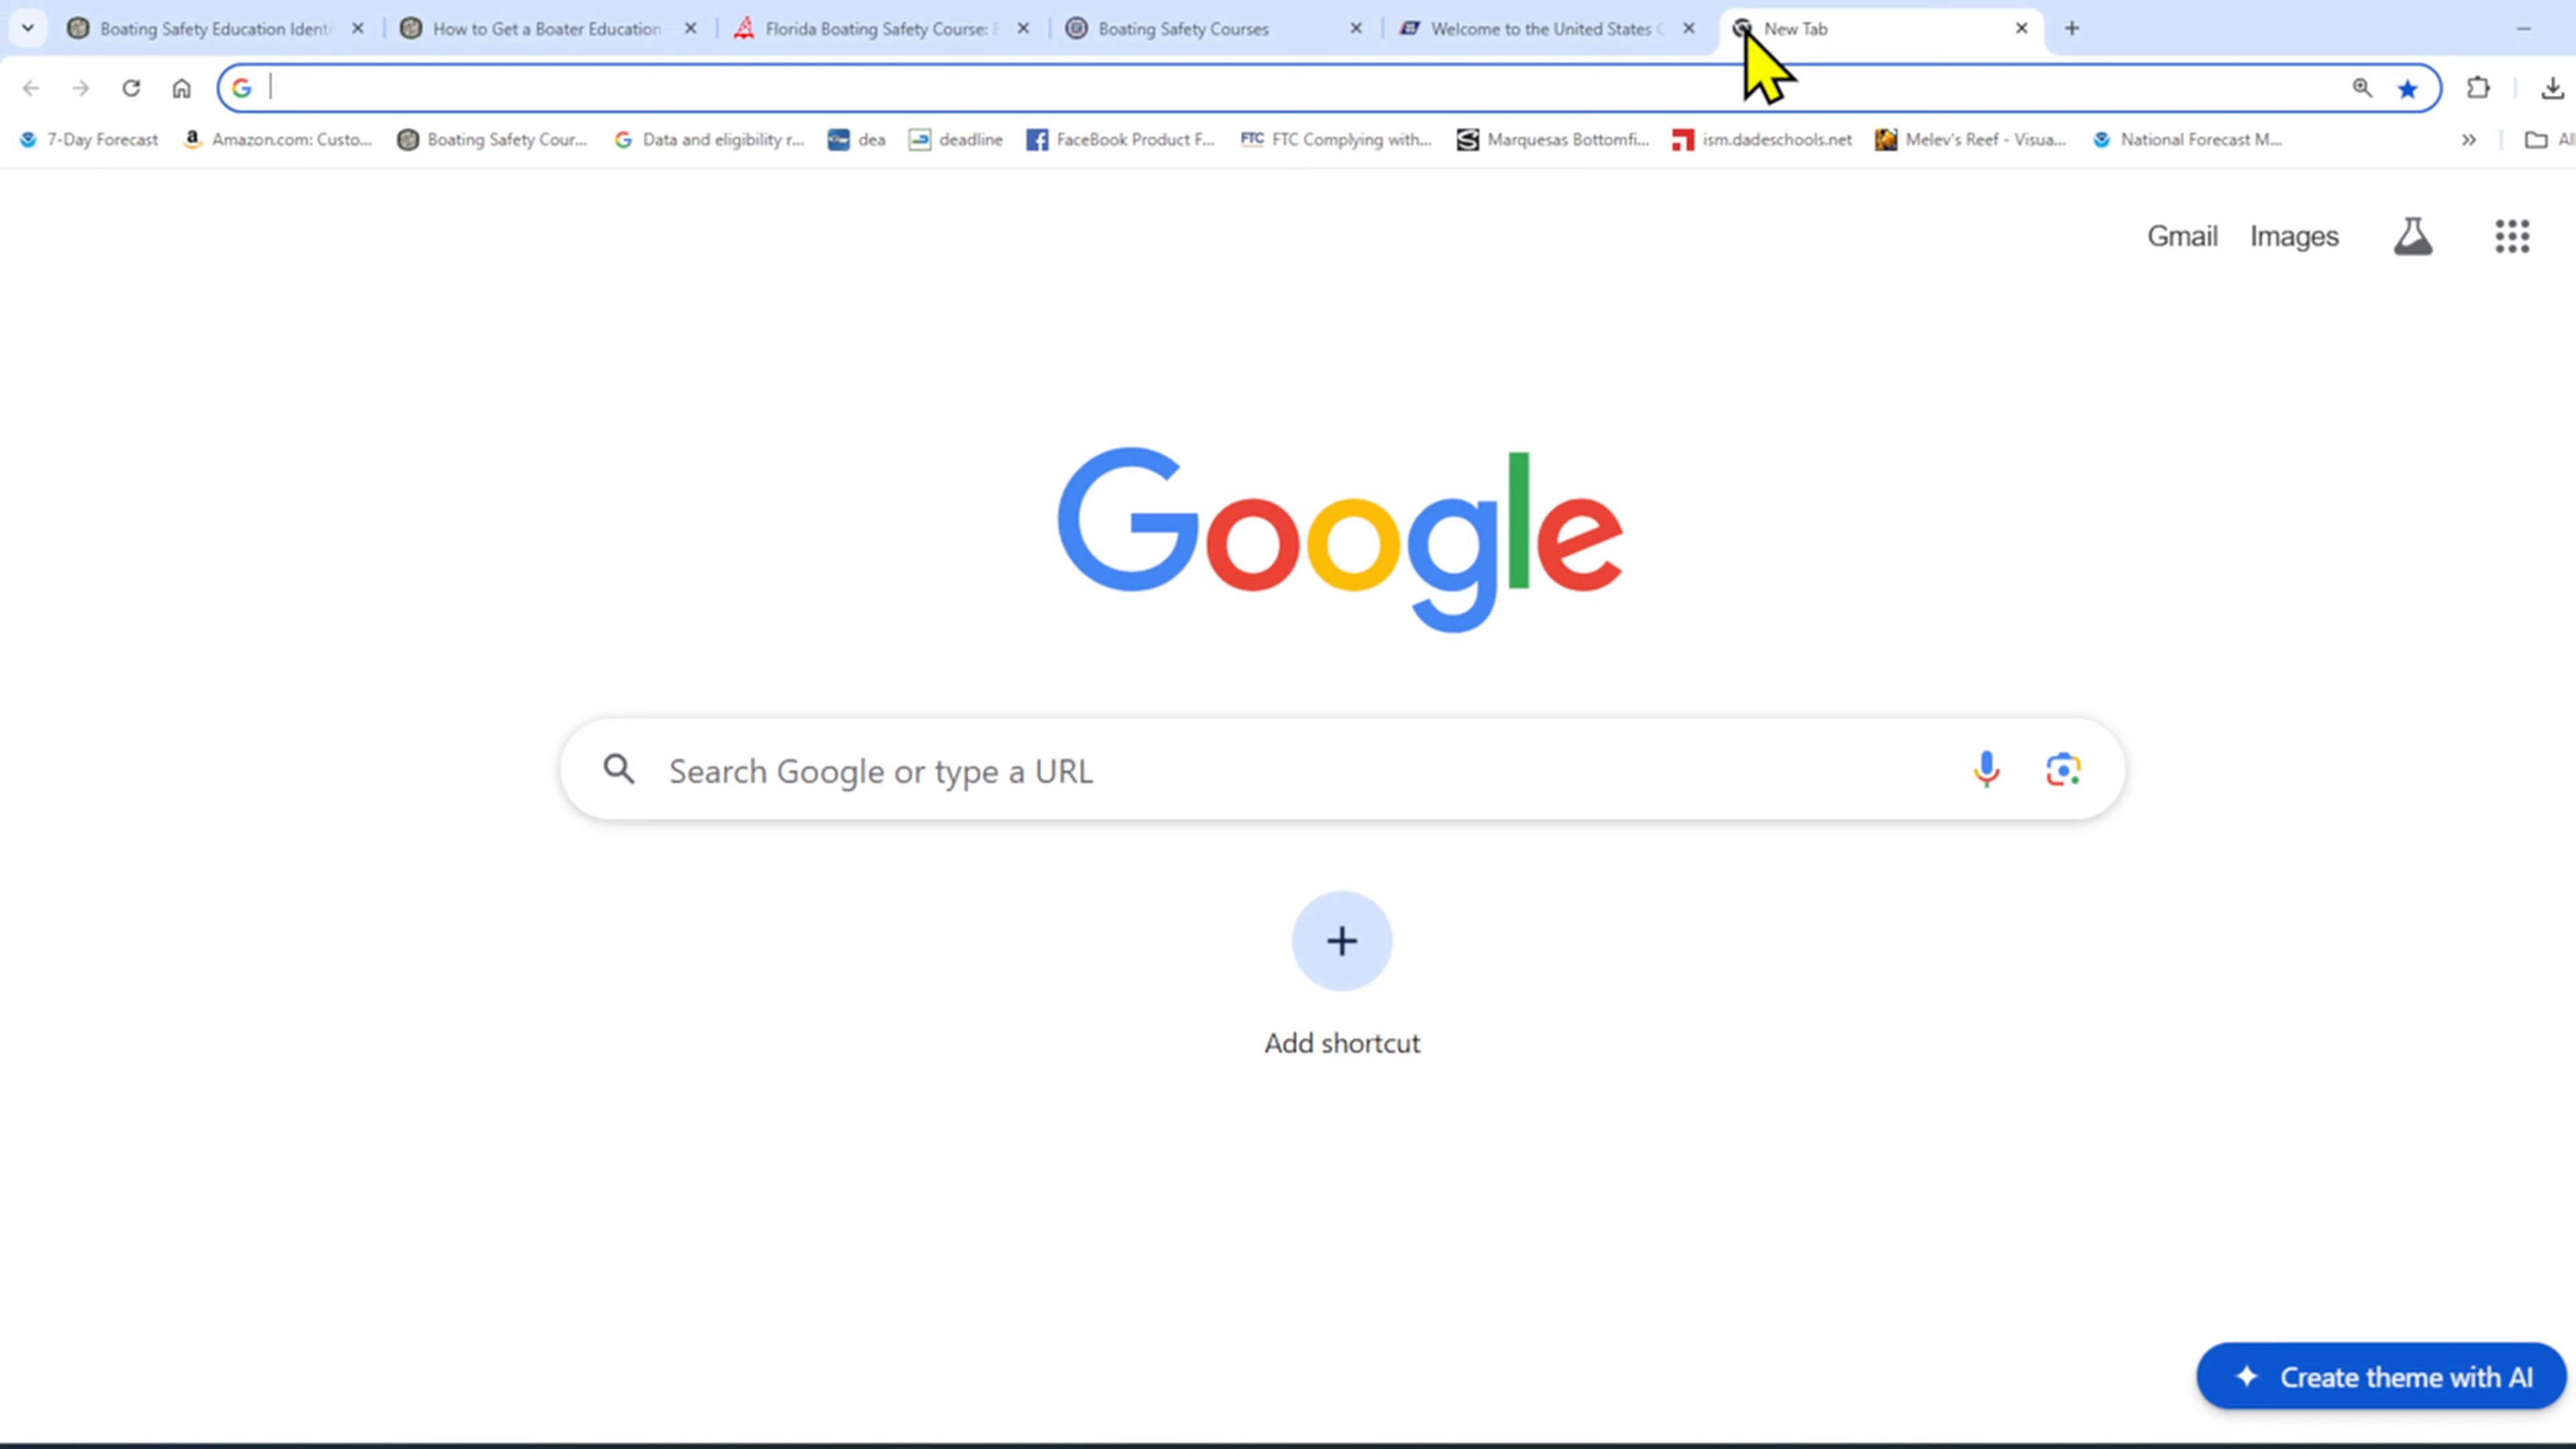 Boating Safety Education Identi
How to Get a Boater Education
Florida Boating Safety Course:
Boating Safety Courses
Welcome to the United States
New Tab
7-Day Forecast
Amazon.com: Custo...
Boating Safety Cour...
Data and eligibility r...
dea
deadline
FaceBook Product F...
FTC Complying with...
Marquesas Bottomfi...
ism.dadeschools.net
Melev's Reef - Visua...
National Forecast M...
Gmail
Images
Google
Search Google or type a URL
Add shortcut
Create theme with AI